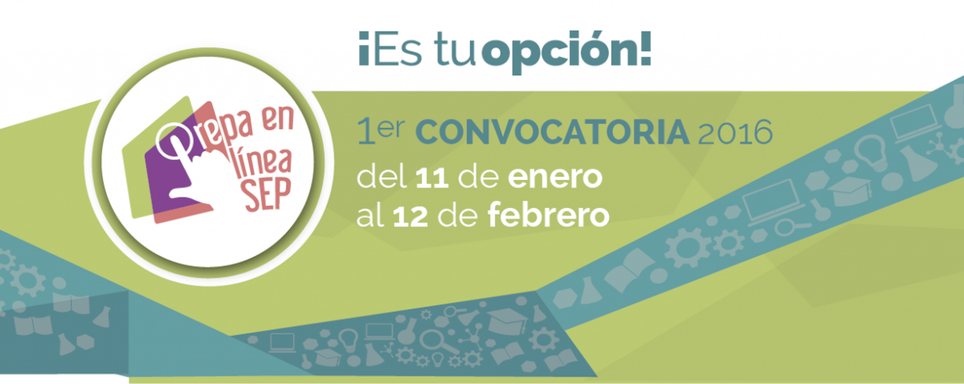 ¡Es tu opción!
Prepa en
línea
SEP
1er CONVOCATORIA 2016
del 11 de enero
al 12 de febrero